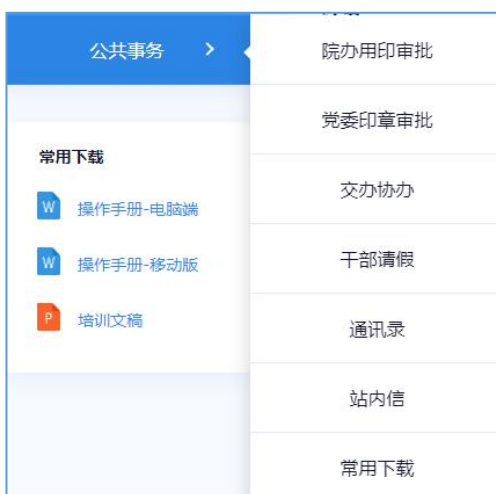 公共事务
常用下载
操作手册-电脑端
操作手册-移动版
培训文稿
院办用印审批
党委印章审批
交办协办
干部请假
通讯录
站内信
常用下载